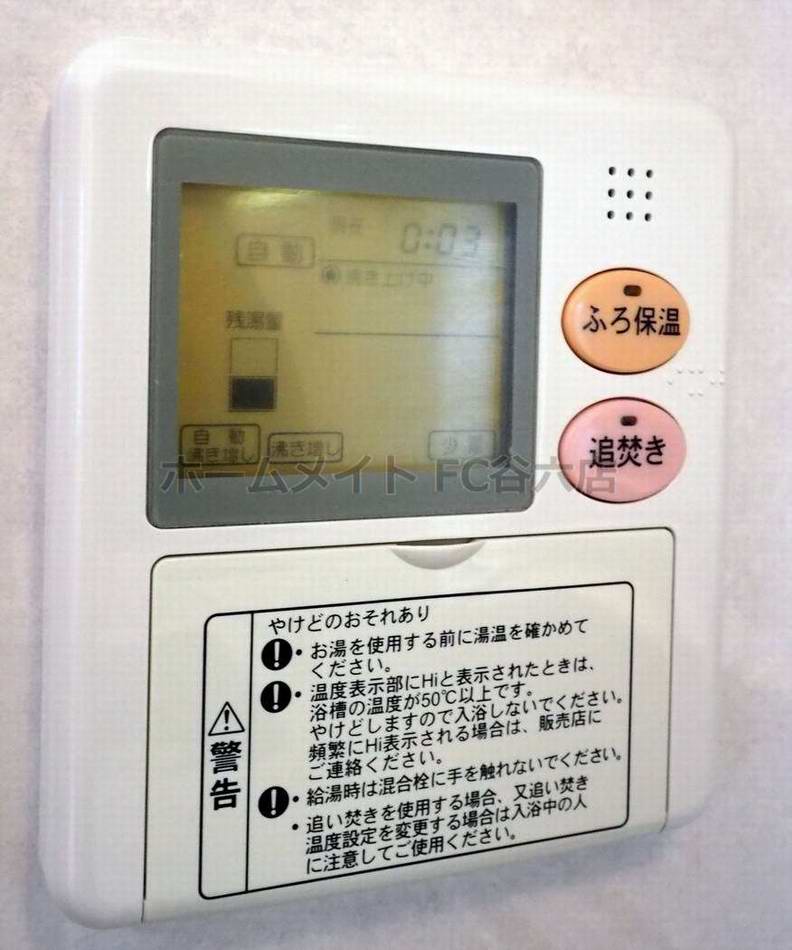 現在 0:03
自動
沸き上げ中
残湯量
自動
沸き増し
沸き増し
少量
ふろ保温
追焚き
ホームメイト FC谷六店
警告
やけどのおそれあり
・お湯を使用する前に湯温を確かめて
ください。
・温度表示部にHiと表示されたときは、
浴槽の温度が50℃以上です。
やけどしますので入浴しないでください。
頻繁にHi表示される場合は、販売店に
ご連絡ください。
・給湯時は混合栓に手を触れないでください。
・追い焚きを使用する場合、又追い焚き
温度設定を変更する場合は入浴中の人
に注意してご使用ください。